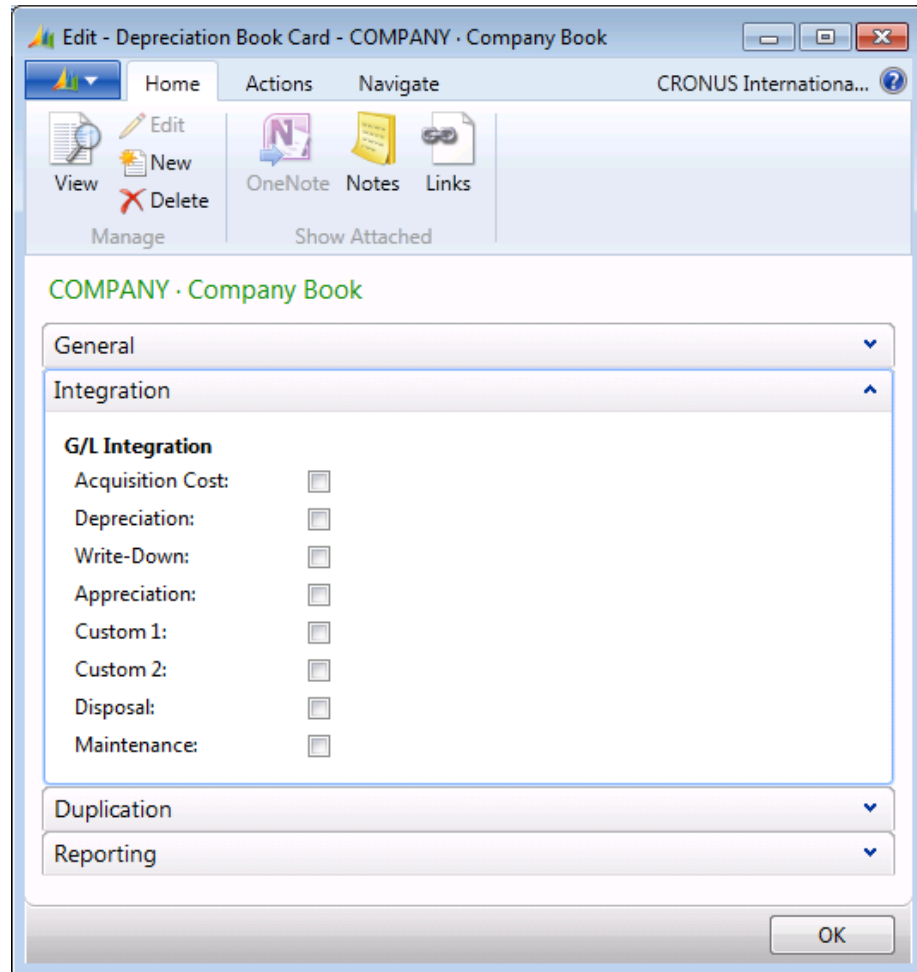 Edit - Depreciation Book Card - COMPANY · Company Book
Home Actions Navigate CRONUS Internationa...
View
Edit
New
Delete
OneNote Notes Links
Manage Show Attached
COMPANY · Company Book
General
Integration
G/L Integration
Acquisition Cost:
Depreciation:
Write-Down:
Appreciation:
Custom 1:
Custom 2:
Disposal:
Maintenance:
Duplication
Reporting
OK